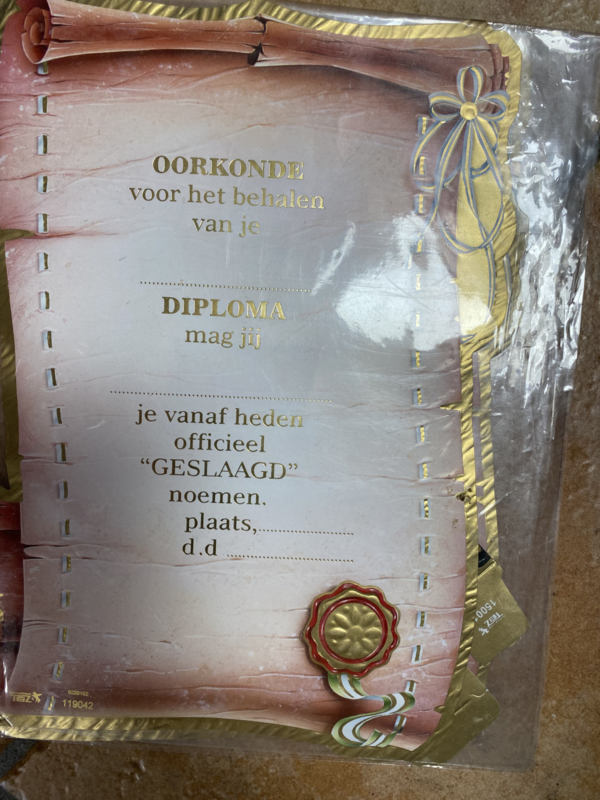 OORKONDE
voor het behalen
van je
DIPLOMA
mag jij
je vanaf heden
officieel
“GESLAAGD”
noemen.
plaats,
d.d
119042